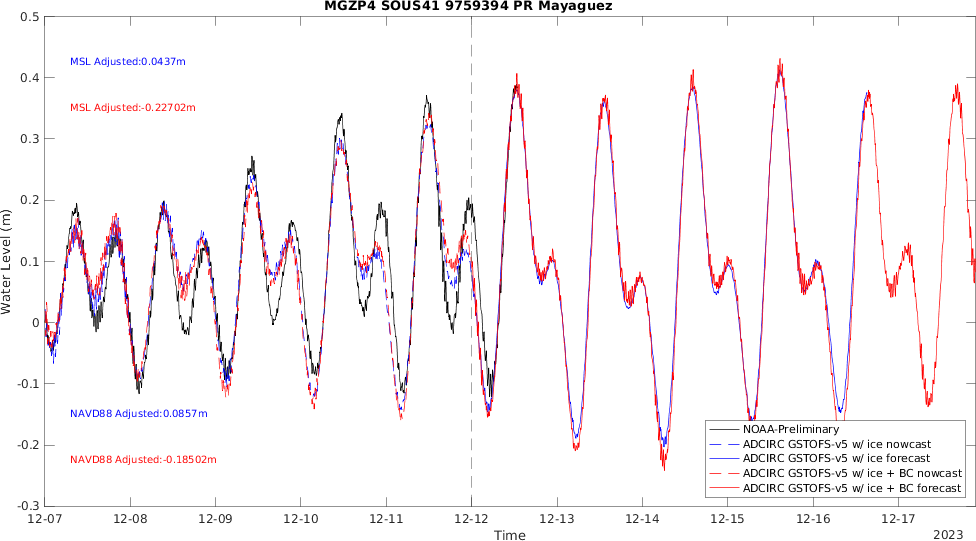 MGZP4 SOUS41 9759394 PR Mayaguez
0.5
0.4
0.3
0.2
0.1
0
-0.1
-0.2
-0.3
Water Level (m)
MSL Adjusted:0.0437m
MSL Adjusted:-0.22702m
NAVD88 Adjusted:0.0857m
NAVD88 Adjusted:-0.18502m
NOAA-Preliminary
ADCIRC GSTOFS-v5 w/ ice nowcast
ADCIRC GSTOFS-v5 w/ ice forecast
ADCIRC GSTOFS-v5 w/ ice + BC nowcast
ADCIRC GSTOFS-v5 w/ ice + BC forecast
12-07 12-08 12-09 12-10 12-11 12-12 12-13 12-14 12-15 12-16 12-17
Time
2023